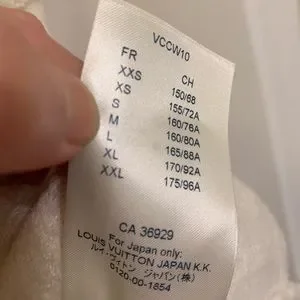 VCCW10
FR CH
XXS 150/68
XS 155/72A
S 160/76A
M 160/80A
L 165/88A
XL 170/92A
XXL 175/96A
CA 36929
For Japan only:
LOUIS VUITTON JAPAN K.K.
ルイ・ヴィトン ジャパン(株)
0120-00-1854